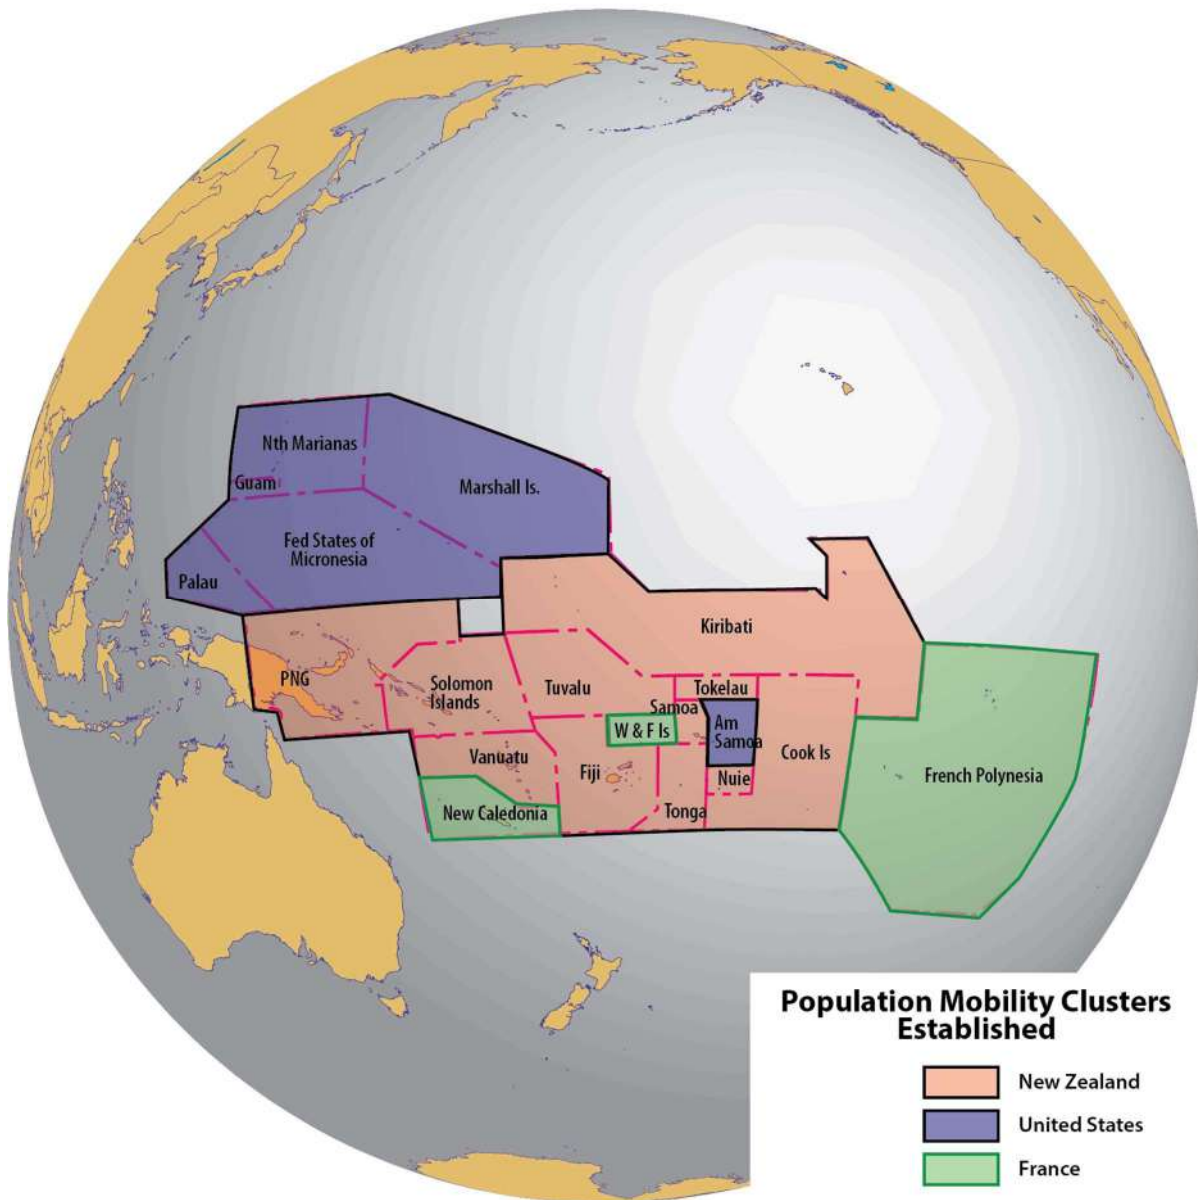 Nth Marianas
Guam
Marshall Is.
Fed States of
Micronesia
Palau
Kiribati
PNG
Solomon
Islands
Tuvalu
Tokelau
Samoa
W & F Is
Am
Samoa
Vanuatu
Fiji
Cook Is
Nuie
French Polynesia
New Caledonia
Tonga
Population Mobility Clusters
Established
New Zealand
United States
France